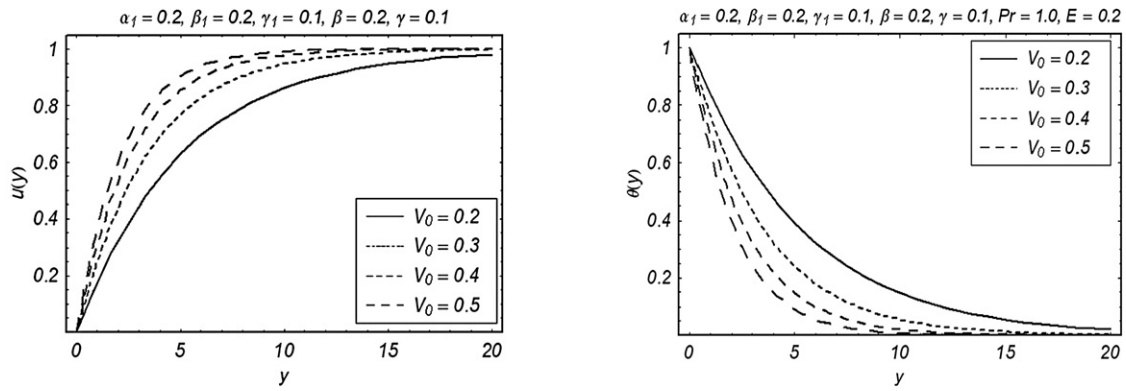 α₁ = 0.2, β₁ = 0.2, γ₁ = 0.1, β = 0.2, γ = 0.1
1
0.8
0.6
0.4
0.2
u(y)
V₀ = 0.2
V₀ = 0.3
V₀ = 0.4
V₀ = 0.5
0 5 10 15 20
y
α₁ = 0.2, β₁ = 0.2, γ₁ = 0.1, β = 0.2, γ = 0.1, Pr = 1.0, E = 0.2
1
0.8
0.6
0.4
0.2
θ(y)
V₀ = 0.2
V₀ = 0.3
V₀ = 0.4
V₀ = 0.5
0 5 10 15 20
y